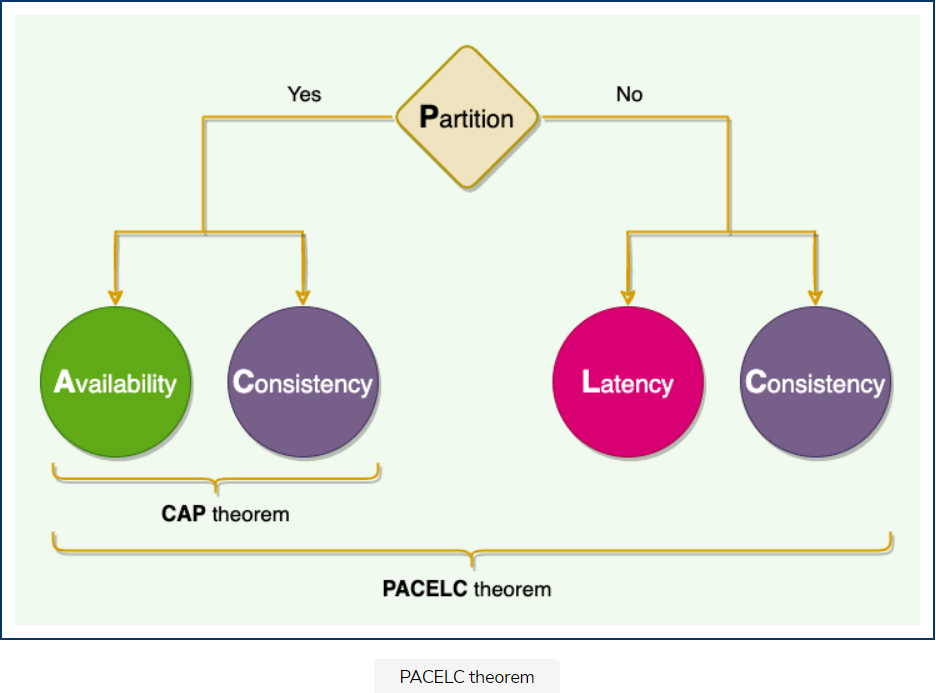 Yes
No
Partition
Availability
Consistency
Latency
Consistency
CAP theorem
PACELC theorem
PACELC theorem